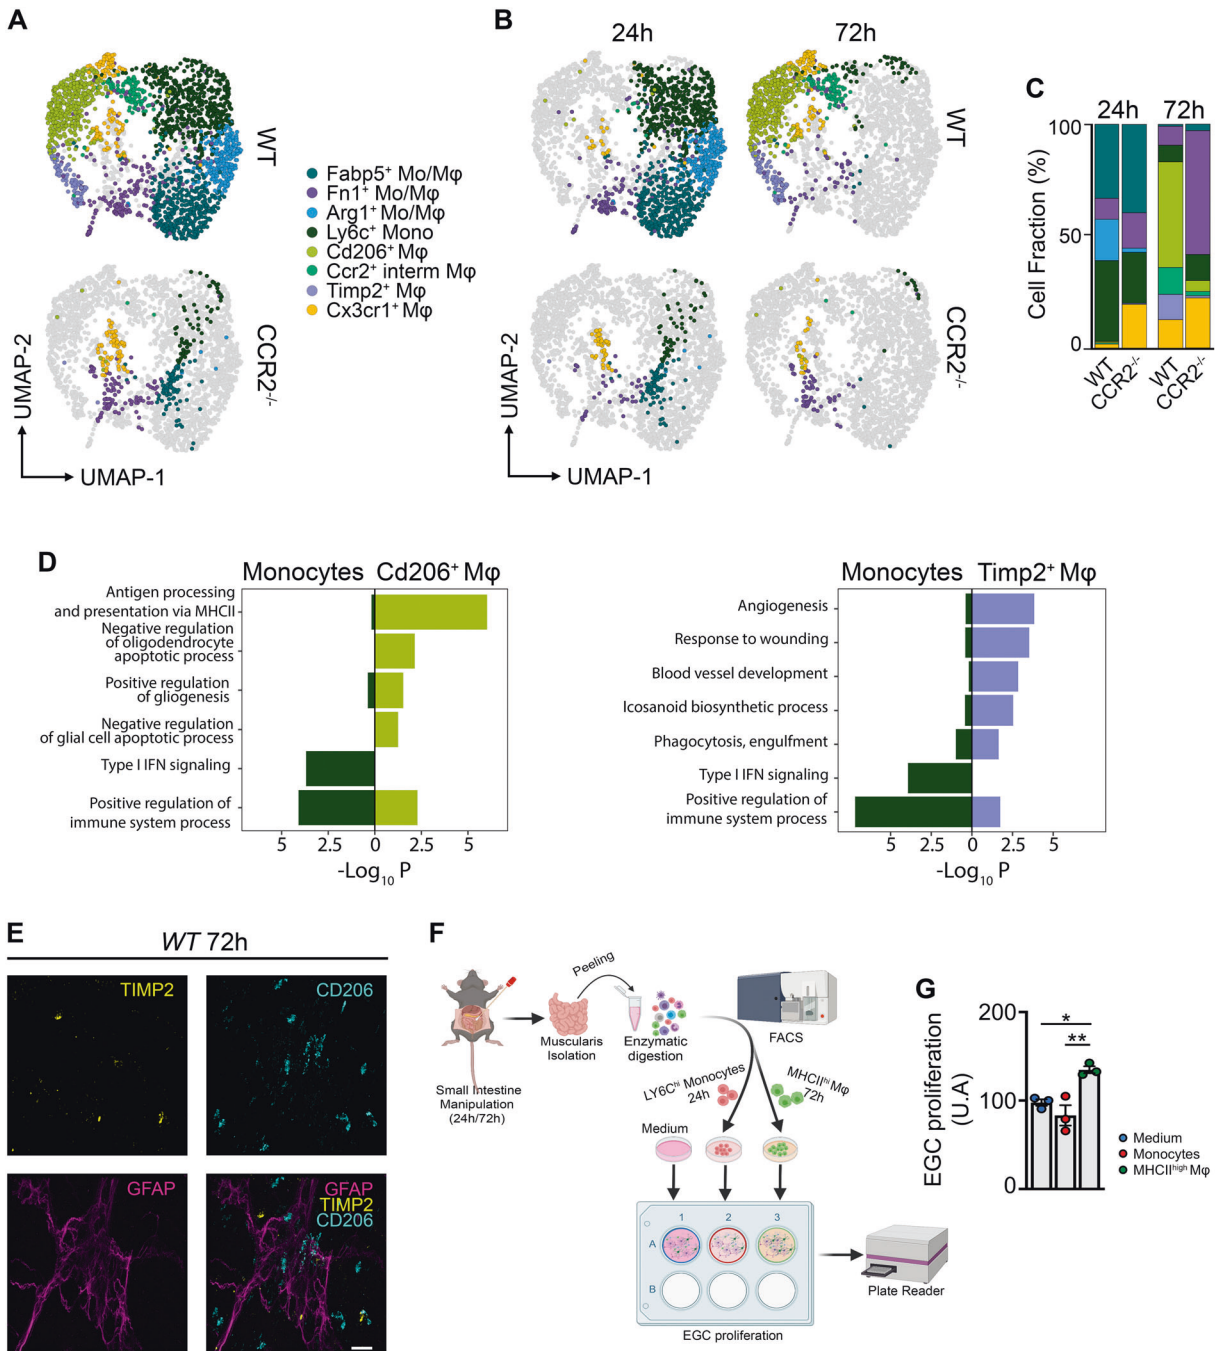 A
WT
Fabp5⁺ Mo/Mφ
Fn1⁺ Mo/Mφ
Arg1⁺ Mo/Mφ
Ly6c⁺ Mono
Cd206⁺ Mφ
Ccr2⁺ interm Mφ
Timp2⁺ Mφ
Cx3cr1⁺ Mφ
CCR2⁻/⁻
UMAP-2
UMAP-1
B
24h
72h
WT
CCR2⁻/⁻
UMAP-2
UMAP-1
C
24h
72h
Cell Fraction (%)
100
50
0
WT
CCR2⁻/⁻
WT
CCR2⁻/⁻
D
Monocytes
Cd206⁺ Mφ
Antigen processing
and presentation via MHCII
Negative regulation
of oligodendrocyte
apoptotic process
Positive regulation
of gliogenesis
Negative regulation
of glial cell apoptotic process
Type I IFN signaling
Positive regulation of
immune system process
5 2.5 0 2.5 5
-Log₁₀ P
Monocytes
Timp2⁺ Mφ
Angiogenesis
Response to wounding
Blood vessel development
Icosanoid biosynthetic process
Phagocytosis, engulfment
Type I IFN signaling
Positive regulation of
immune system process
5 2.5 0 2.5 5
-Log₁₀ P
E
WT 72h
TIMP2
CD206
GFAP
GFAP
TIMP2
CD206
F
Small Intestine
Manipulation
(24h/72h)
Muscularis
Isolation
Peeling
Enzymatic
digestion
FACS
LY6Cʰⁱ Monocytes
24h
MHCIIʰⁱ Mφ
72h
Medium
1 2 3
A
B
EGC proliferation
Plate Reader
G
EGC proliferation
(U.A)
200
100
0
*
**
Medium
Monocytes
MHCIIʰⁱᵍʰ Mφ